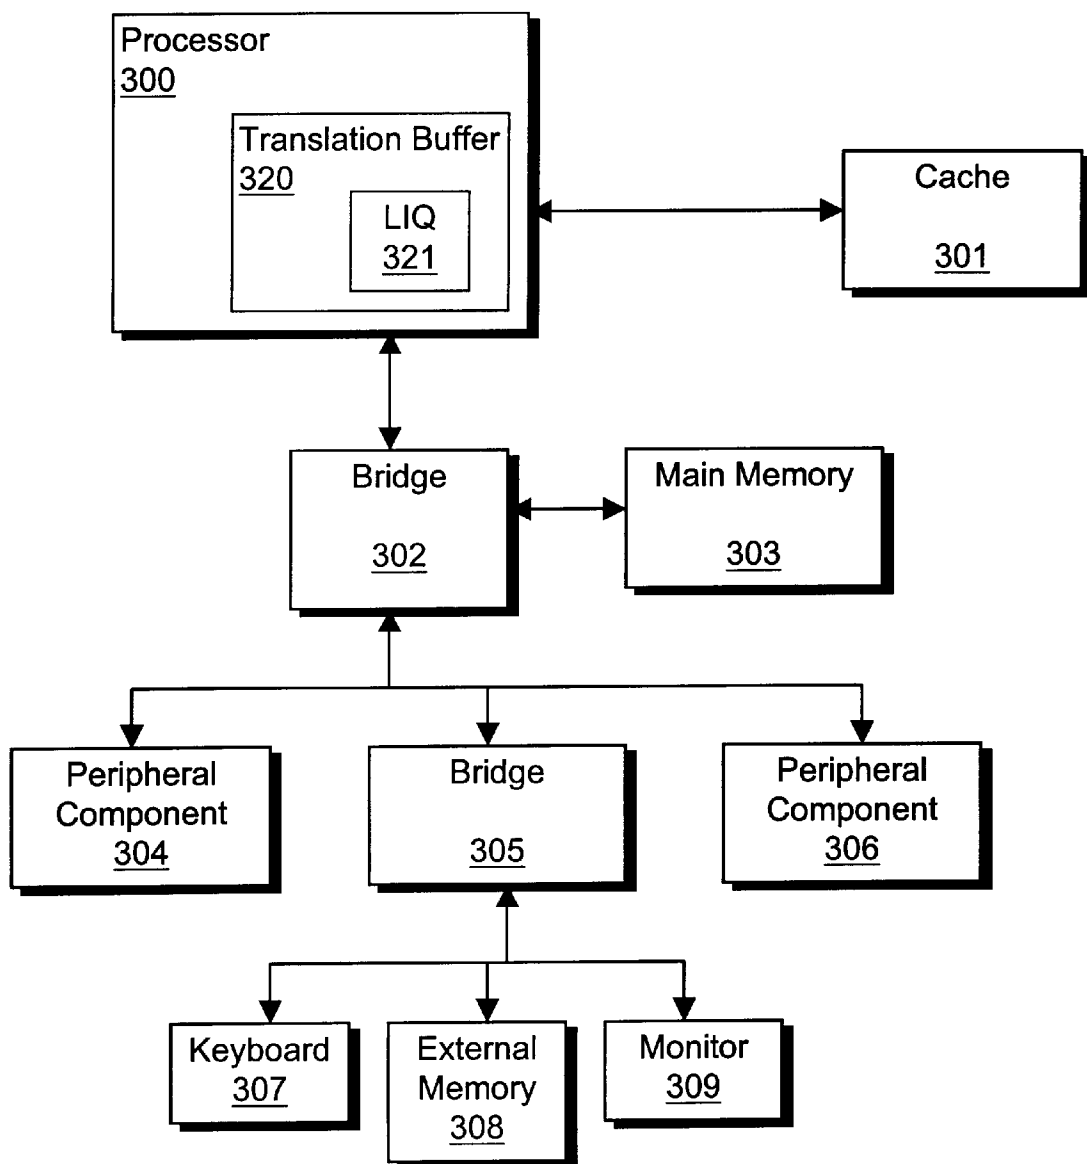 Processor
300
Translation Buffer
320
LIQ
321
Cache
301
Bridge
302
Main Memory
303
Peripheral
Component
304
Bridge
305
Peripheral
Component
306
Keyboard
307
External
Memory
308
Monitor
309